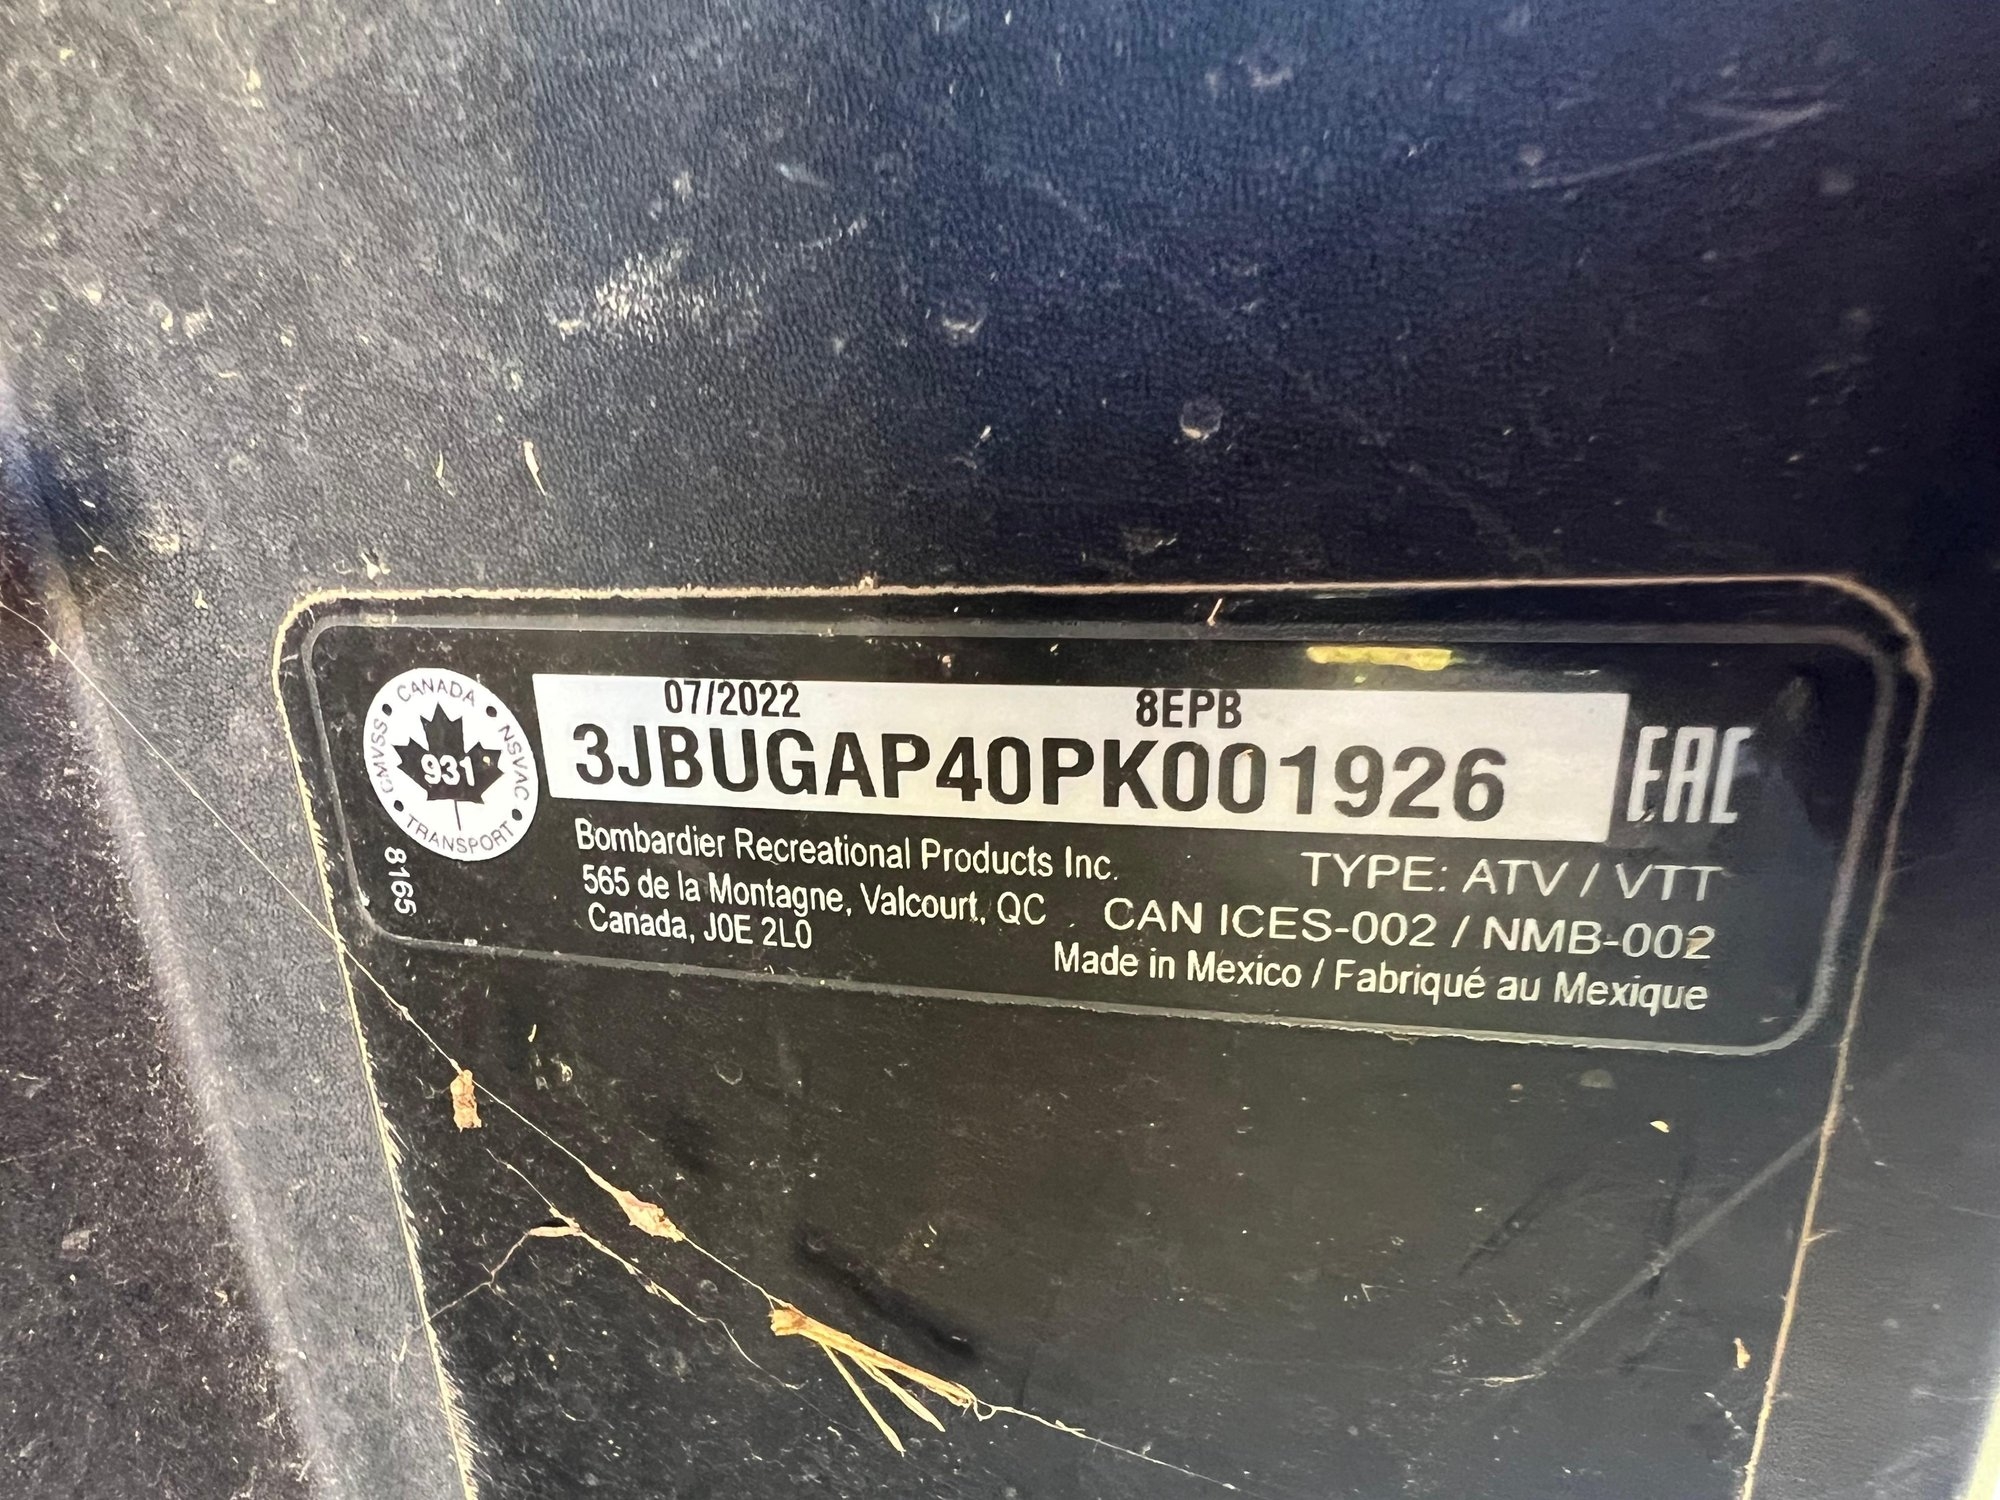 CANADA
NSVAC
TRANSPORT
CMVSS
931
8165
07/2022 8EPB
3JBUGAP40PK001926
EAC
Bombardier Recreational Products Inc.
565 de la Montagne, Valcourt, QC
Canada, J0E 2L0
TYPE: ATV / VTT
CAN ICES-002 / NMB-002
Made in Mexico / Fabriqué au Mexique